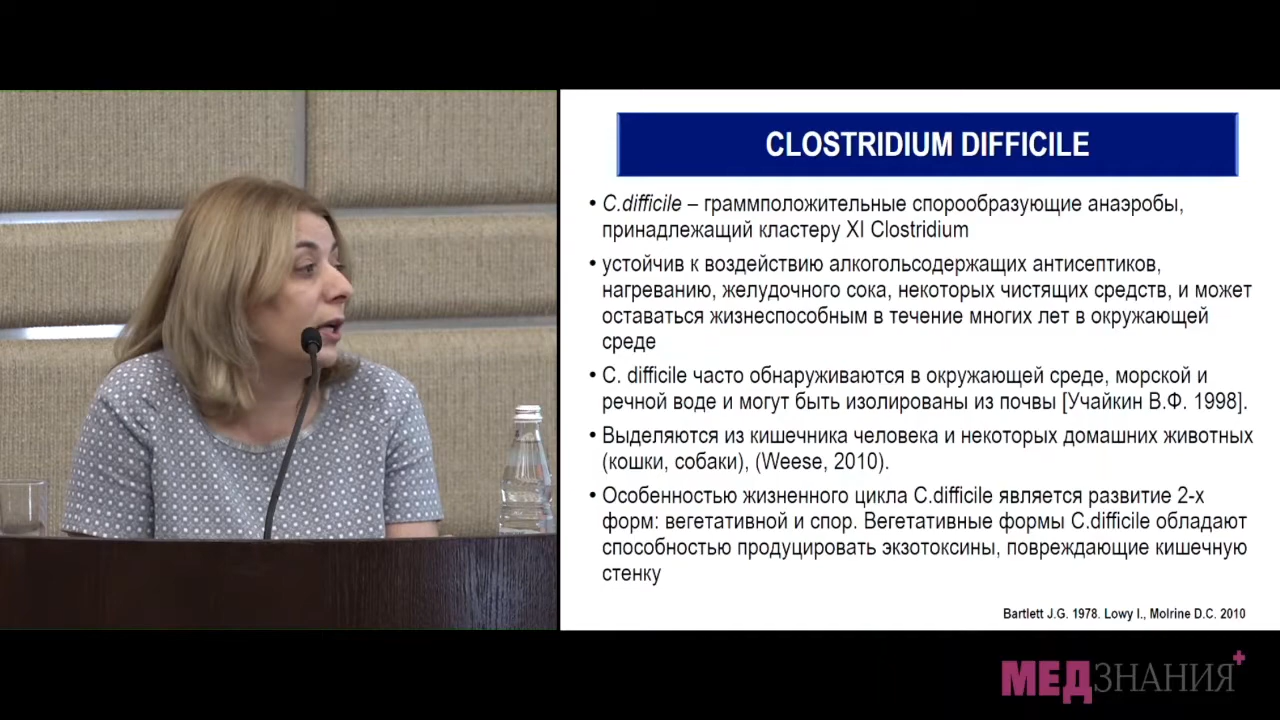 CLOSTRIDIUM DIFFICILE
• C.difficile – граммположительные спорообразующие анаэробы,
принадлежащий кластеру XI Clostridium
• устойчив к воздействию алкогольсодержащих антисептиков,
нагреванию, желудочного сока, некоторых чистящих средств, и может
оставаться жизнеспособным в течение многих лет в окружающей
среде
• C. difficile часто обнаруживаются в окружающей среде, морской и
речной воде и могут быть изолированы из почвы [Учайкин В.Ф. 1998].
• Выделяются из кишечника человека и некоторых домашних животных
(кошки, собаки), (Weese, 2010).
• Особенностью жизненного цикла C.difficile является развитие 2-х
форм: вегетативной и спор. Вегетативные формы C.difficile обладают
способностью продуцировать экзотоксины, повреждающие кишечную
стенку
Bartlett J.G. 1978. Lowy I., Molrine D.C. 2010
МЕДЗНАНИЯ+